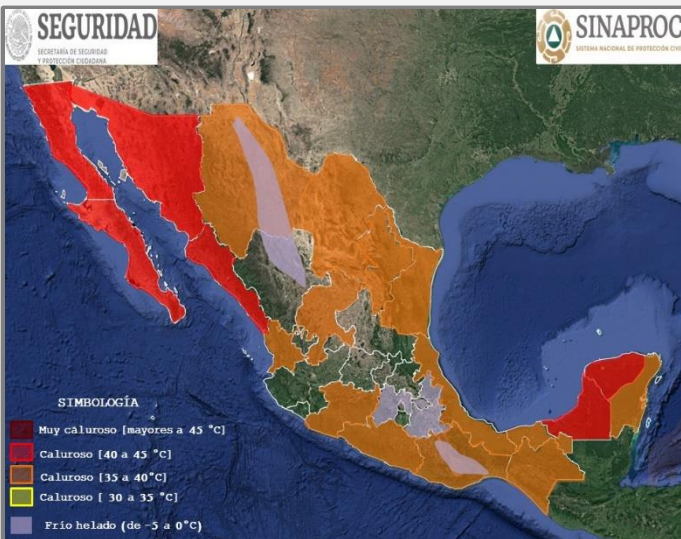 SEGURIDAD
SECRETARÍA DE SEGURIDAD
Y PROTECCIÓN CIUDADANA
SINAPROC
SISTEMA NACIONAL DE PROTECCIÓN CIVIL
SIMBOLOGÍA
Muy caluroso [mayores a 45 °C]
Caluroso [40 a 45 °C]
Caluroso [35 a 40°C]
Caluroso [ 30 a 35 °C]
Frío helado (de -5 a 0°C)